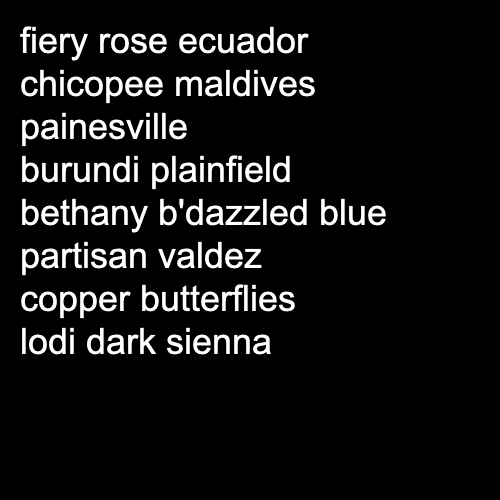 fiery rose ecuador
chicopee maldives
painesville
burundi plainfield
bethany b'dazzled blue
partisan valdez
copper butterflies
lodi dark sienna